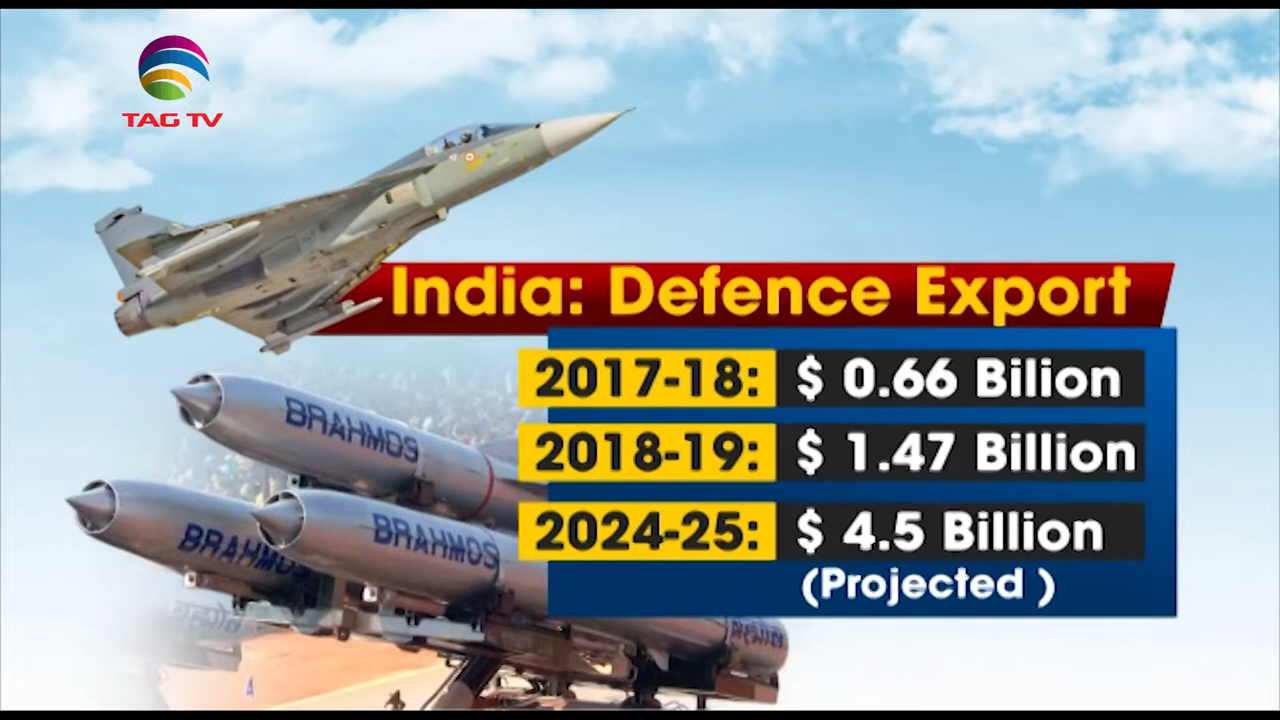 TAG TV
India: Defence Export
2017-18: $ 0.66 Bilion
2018-19: $ 1.47 Billion
2024-25: $ 4.5 Billion
(Projected )
BRAHMOS
BRAHMOS
BRAHMOS